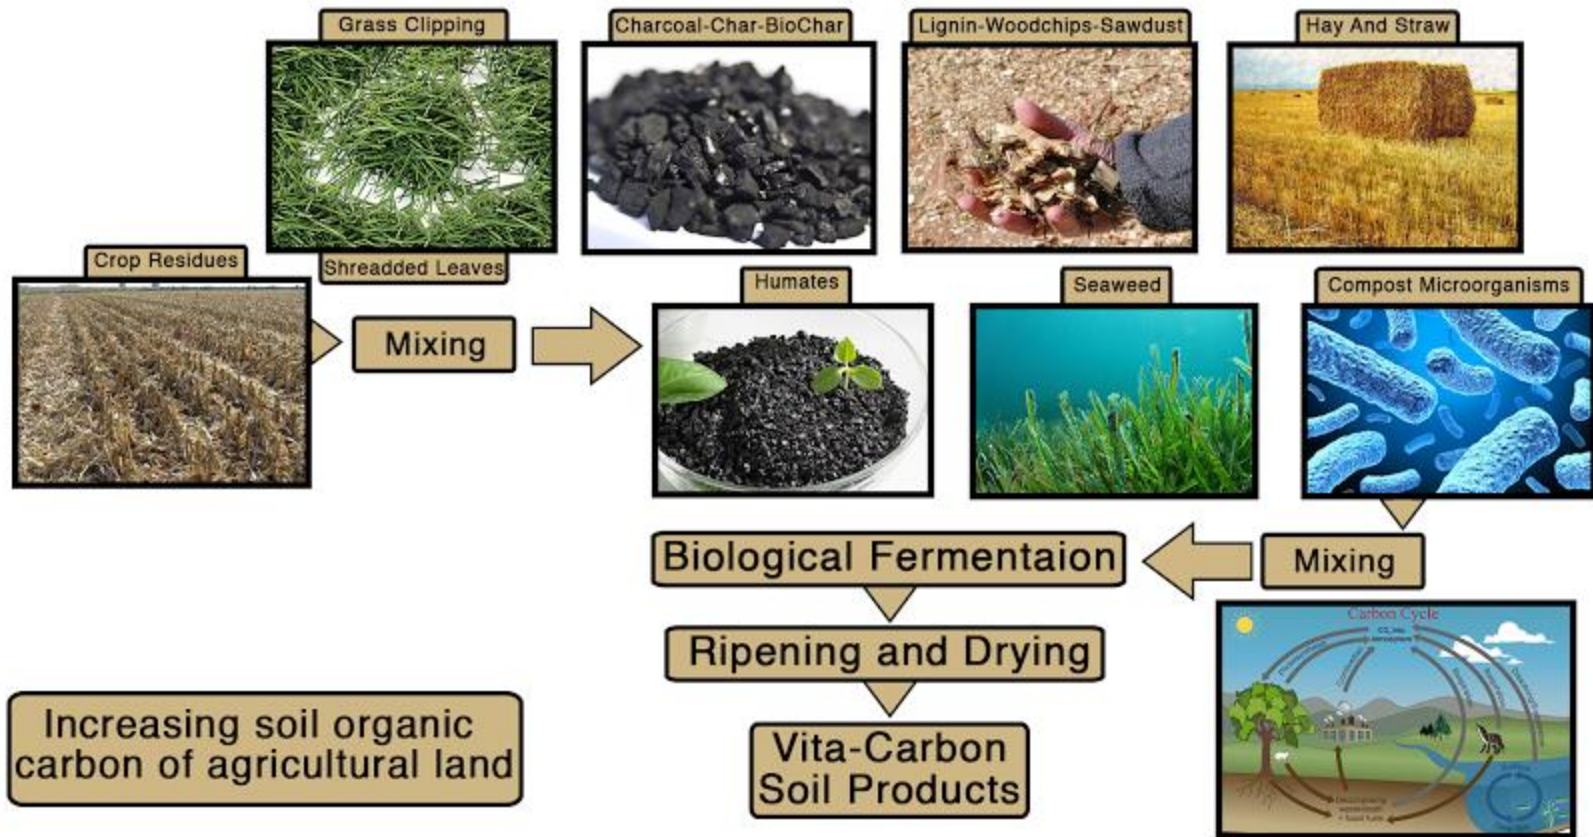 Grass Clipping
Charcoal-Char-BioChar
Lignin-Woodchips-Sawdust
Hay And Straw
Crop Residues
Shreadded Leaves
Humates
Seaweed
Compost Microorganisms
Mixing
Biological Fermentaion
Mixing
Ripening and Drying
Vita-Carbon
Soil Products
Increasing soil organic
carbon of agricultural land
Carbon Cycle